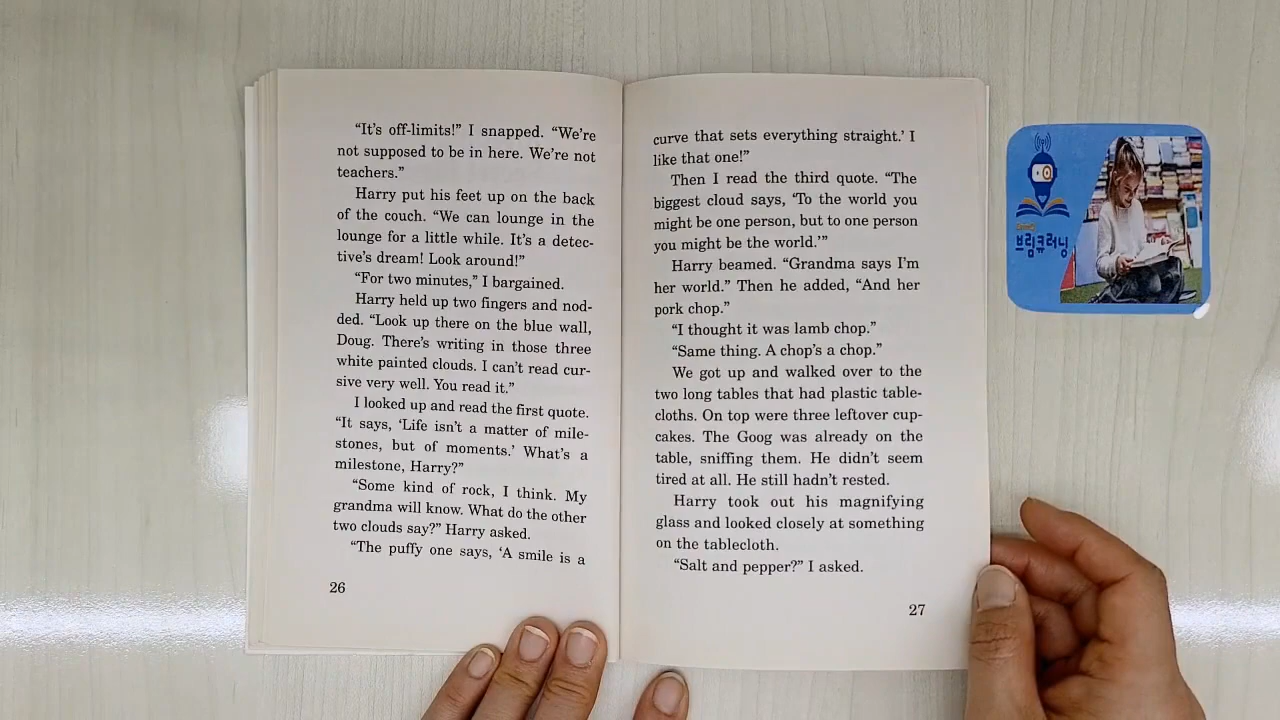 “It’s off-limits!” I snapped. “We’re
not supposed to be in here. We’re not
teachers.”
Harry put his feet up on the back
of the couch. “We can lounge in the
lounge for a little while. It’s a detec-
tive’s dream! Look around!”
“For two minutes,” I bargained.
Harry held up two fingers and nod-
ded. “Look up there on the blue wall,
Doug. There’s writing in those three
white painted clouds. I can’t read cur-
sive very well. You read it.”
I looked up and read the first quote.
“It says, ‘Life isn’t a matter of mile-
stones, but of moments.’ What’s a
milestone, Harry?”
“Some kind of rock, I think. My
grandma will know. What do the other
two clouds say?” Harry asked.
“The puffy one says, ‘A smile is a
26
curve that sets everything straight.’ I
like that one!”
Then I read the third quote. “The
biggest cloud says, ‘To the world you
might be one person, but to one person
you might be the world.’”
Harry beamed. “Grandma says I’m
her world.” Then he added, “And her
pork chop.”
“I thought it was lamb chop.”
“Same thing. A chop’s a chop.”
We got up and walked over to the
two long tables that had plastic table-
cloths. On top were three leftover cup-
cakes. The Goog was already on the
table, sniffing them. He didn’t seem
tired at all. He still hadn’t rested.
Harry took out his magnifying
glass and looked closely at something
on the tablecloth.
“Salt and pepper?” I asked.
27
브림큐러닝